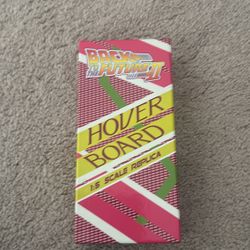 BACK
TO THE
FUTURE II
HOVER
BOARD
1:5 SCALE REPLICA